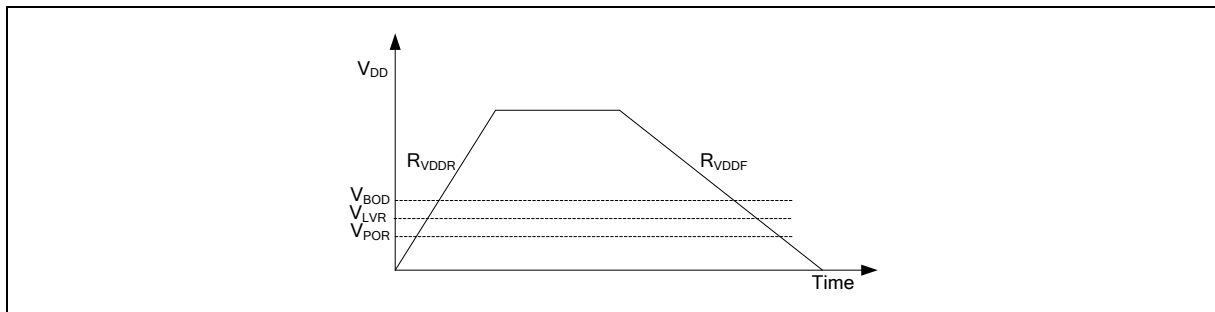 VDD
RVDDR
RVDDF
VBOD
VLVR
VPOR
Time